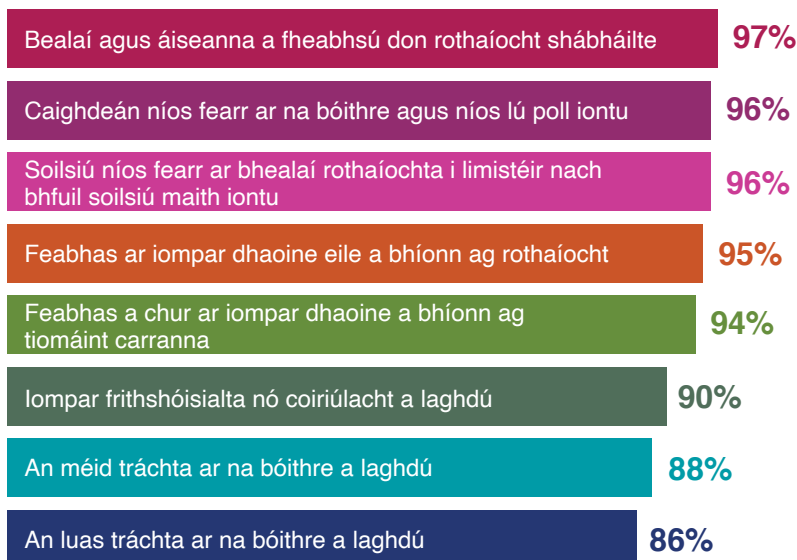 Bealaí agus áiseanna a fheabhsú don rothaíocht shábháilte 97%
Caighdeán níos fearr ar na bóithre agus níos lú poll iontu 96%
Soilsiú níos fearr ar bhealaí rothaíochta i limistéir nach
bhfuil soilsiú maith iontu 96%
Feabhas ar iompar dhaoine eile a bhíonn ag rothaíocht 95%
Feabhas a chur ar iompar dhaoine a bhíonn ag
tiomáint carranna 94%
Iompar frithshóisialta nó coiriúlacht a laghdú 90%
An méid tráchta ar na bóithre a laghdú 88%
An luas tráchta ar na bóithre a laghdú 86%